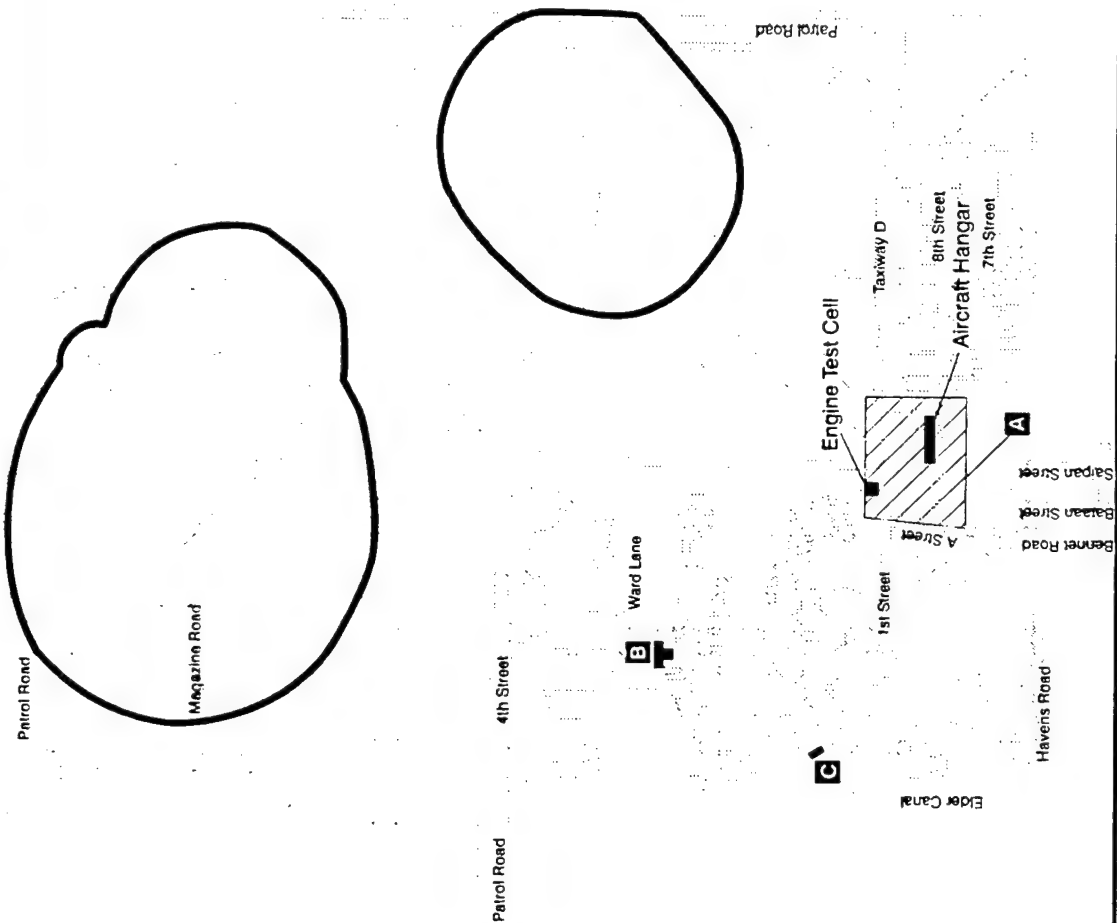 Patrol Road
Magazine Road
Patrol Road
4th Street
Patrol Road
B
Ward Lane
C
Elder Canal
1st Street
Engine Test Cell
Taxiway D
8th Street
Aircraft Hangar
7th Street
A Street
A
Havens Road
Bennet Road
Bataan Street
Saipan Street